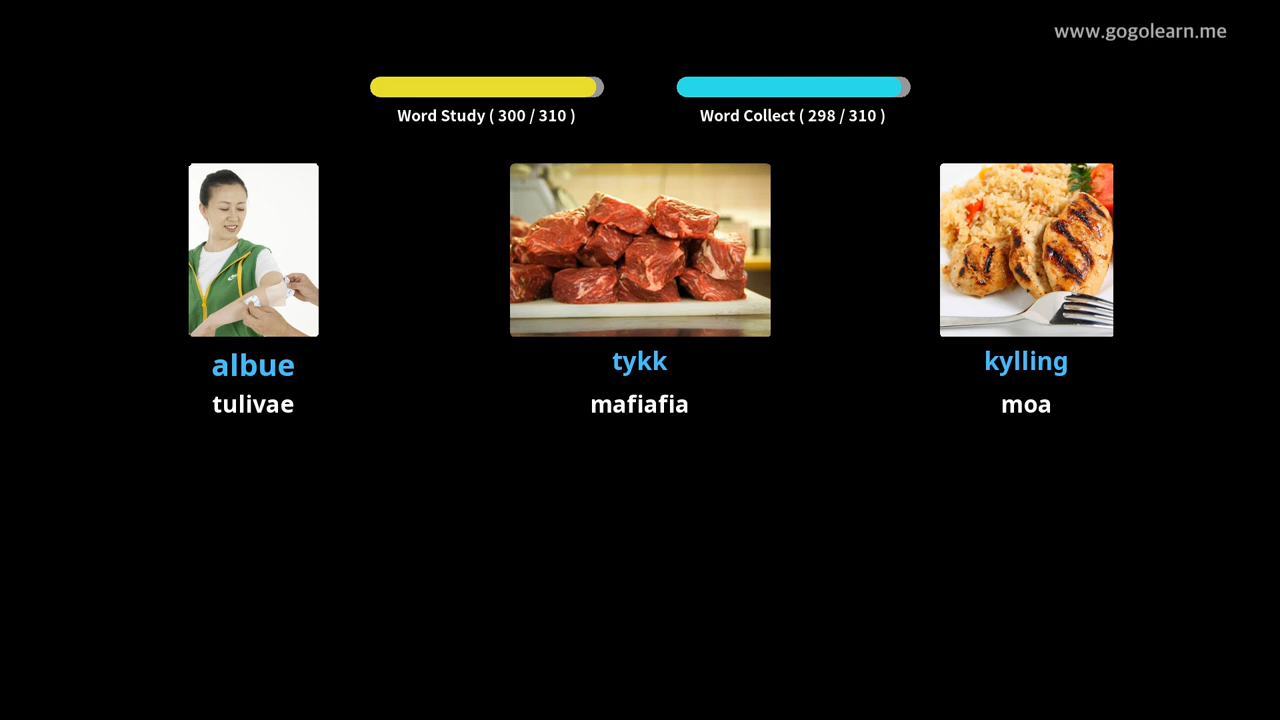 www.gogolearn.me
Word Study ( 300 / 310 )
Word Collect ( 298 / 310 )
albue
tykk
kylling
tulivae
mafiafia
moa